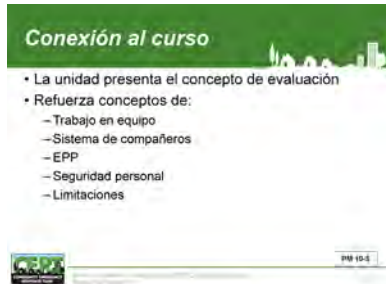 Conexión al curso
• La unidad presenta el concepto de evaluación
• Refuerza conceptos de:
–Trabajo en equipo
–Sistema de compañeros
–EPP
–Seguridad personal
–Limitaciones
CERT
PM 10-5